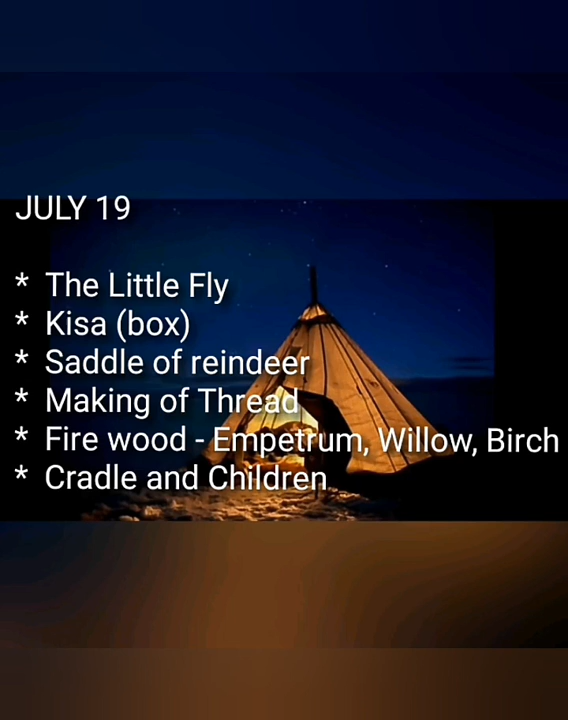 JULY 19
* The Little Fly
* Kisa (box)
* Saddle of reindeer
* Making of Thread
* Fire wood - Empetrum, Willow, Birch
* Cradle and Children